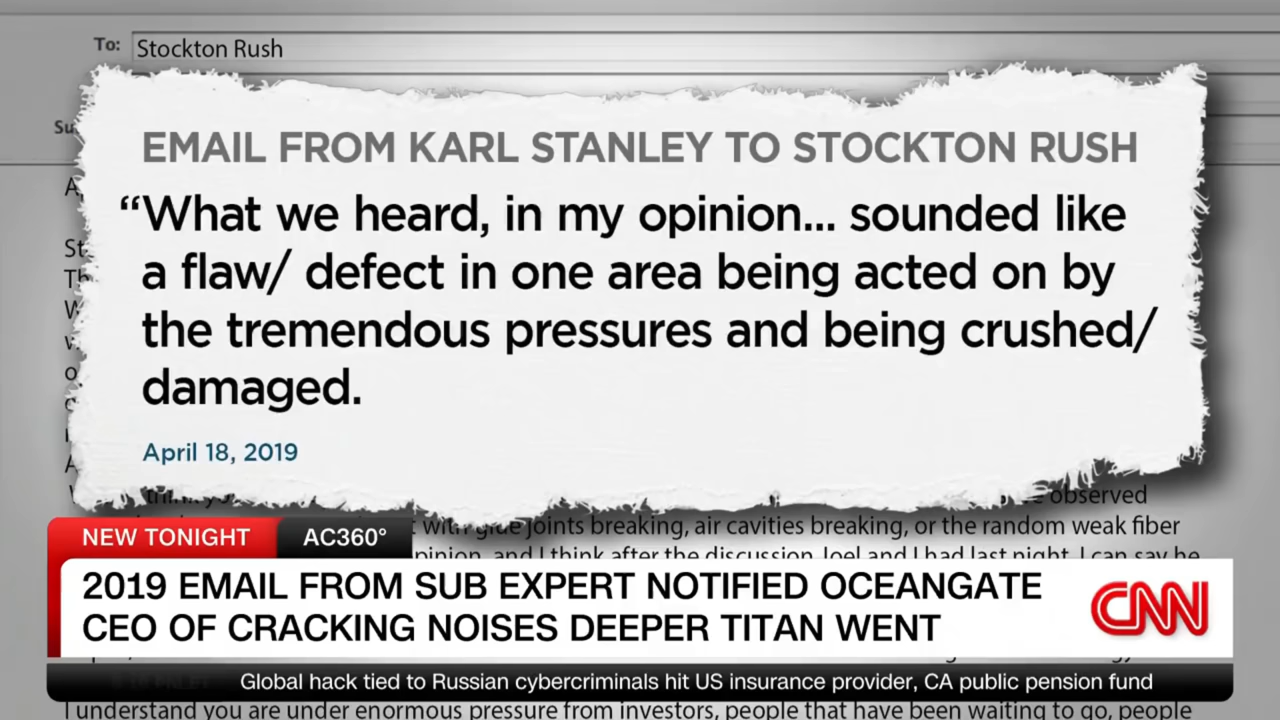 To: Stockton Rush
EMAIL FROM KARL STANLEY TO STOCKTON RUSH
“What we heard, in my opinion... sounded like
a flaw/ defect in one area being acted on by
the tremendous pressures and being crushed/
damaged.
April 18, 2019
observed
with glue joints breaking, air cavities breaking, or the random weak fiber
opinion, and I think after the discussion Joel and I had last night, I can say he
NEW TONIGHT AC360°
2019 EMAIL FROM SUB EXPERT NOTIFIED OCEANGATE
CEO OF CRACKING NOISES DEEPER TITAN WENT
CNN
Global hack tied to Russian cybercriminals hit US insurance provider, CA public pension fund
I understand you are under enormous pressure from investors, people that have been waiting to go, people